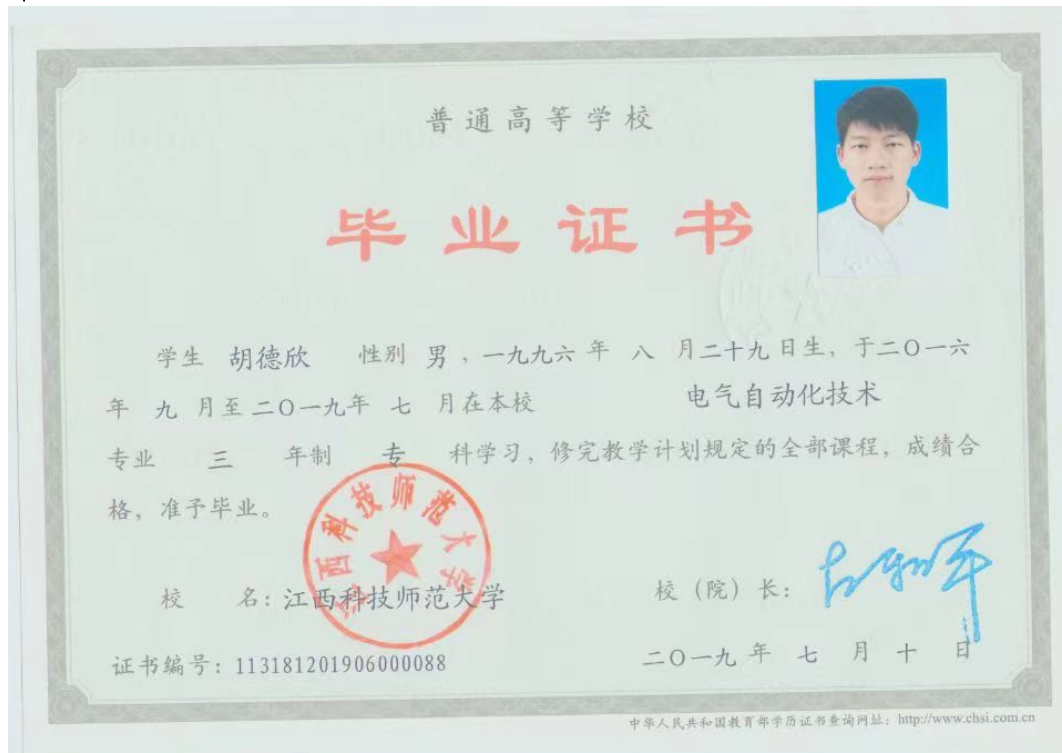 普通高等学校
毕业证书
学生 胡德欣 性别 男，一九九六年 八 月二十九日生，于二〇一六
年 九 月至二〇一九年 七 月在本校 电气自动化技术
专业 三 年制 专 科学习，修完教学计划规定的全部课程，成绩合
格，准予毕业。
江西科技师范大学
校 名：江西科技师范大学 校（院）长：
证书编号：113181201906000088 二〇一九年 七 月 十 日
中华人民共和国教育部学历证书查询网址：http://www.chsi.com.cn